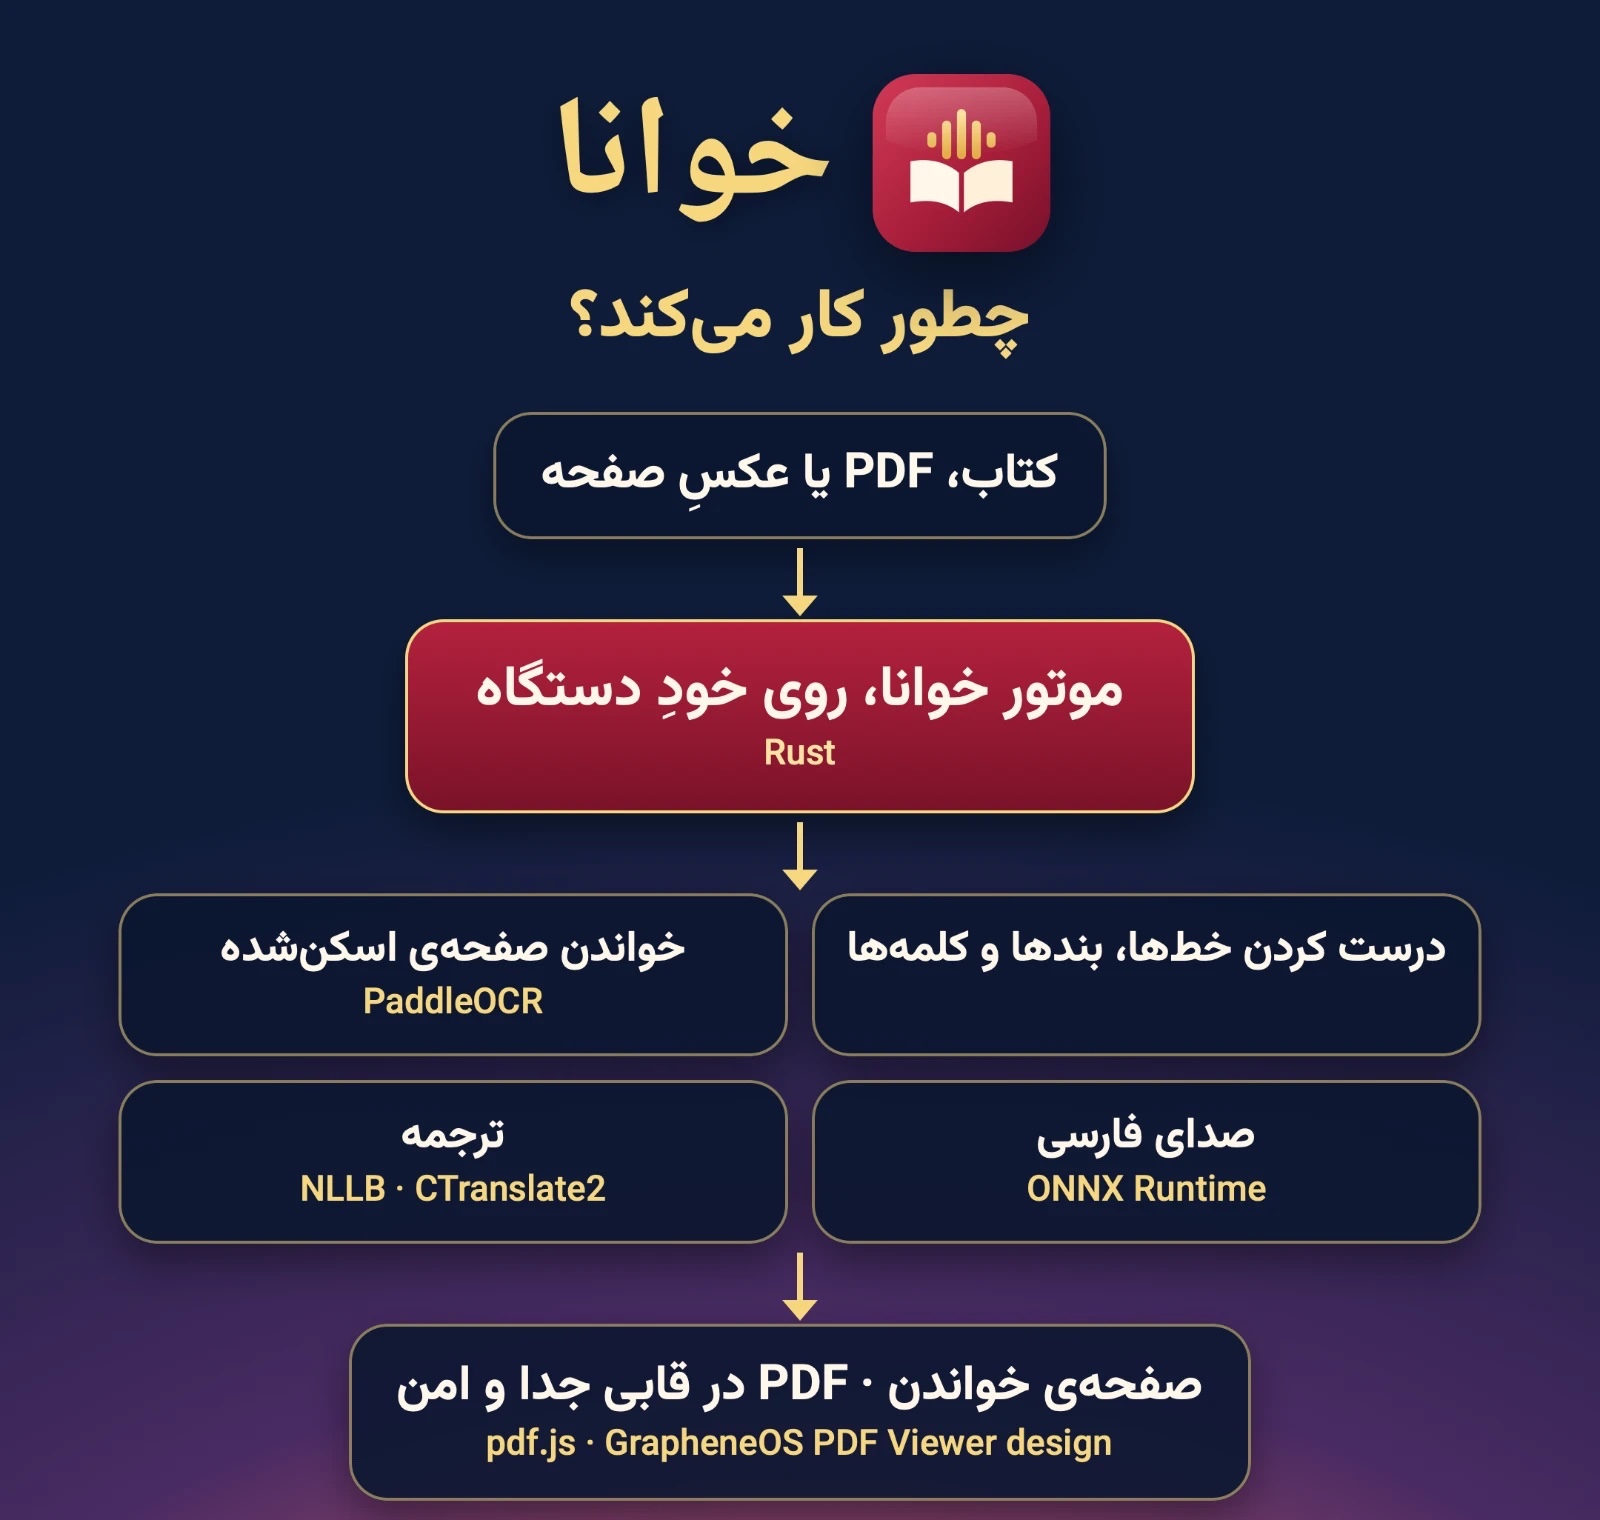 خوانا
چطور کار می‌کند؟
کتاب، PDF یا عکسِ صفحه
موتور خوانا، روی خودِ دستگاه
Rust
درست کردن خط‌ها، بندها و کلمه‌ها
خواندن صفحه‌ی اسکن‌شده
PaddleOCR
صدای فارسی
ONNX Runtime
ترجمه
NLLB · CTranslate2
صفحه‌ی خواندن · PDF در قابی جدا و امن
pdf.js · GrapheneOS PDF Viewer design